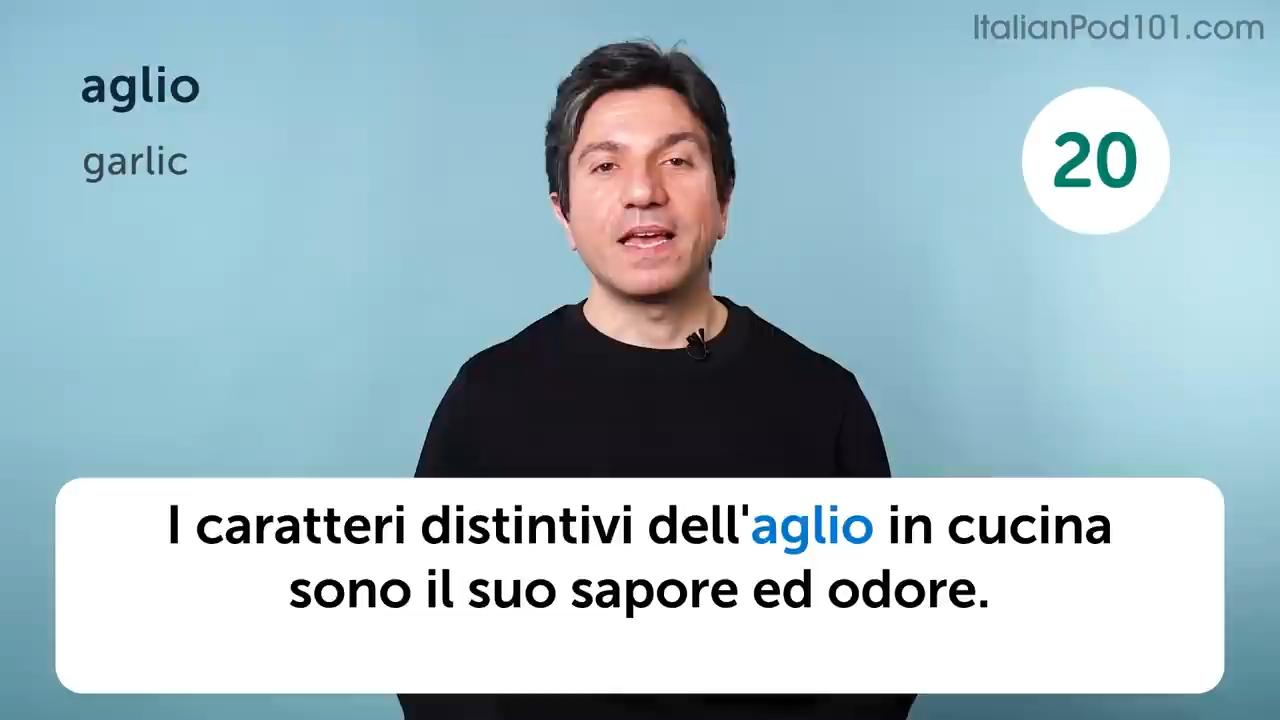 ItalianPod101.com
aglio
garlic
20
I caratteri distintivi dell'aglio in cucina
sono il suo sapore ed odore.